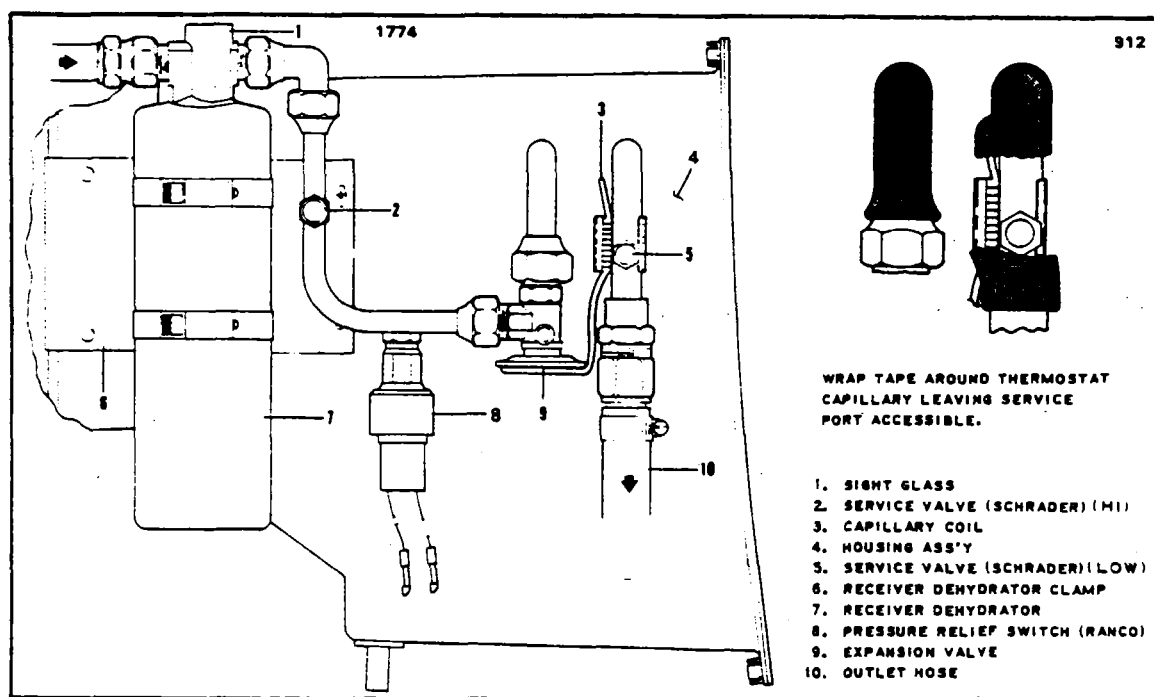 1774
912
1
2
3
4
5
6
7
8
9
10
WRAP TAPE AROUND THERMOSTAT
CAPILLARY LEAVING SERVICE
PORT ACCESSIBLE.
1. SIGHT GLASS
2. SERVICE VALVE (SCHRADER) (HI)
3. CAPILLARY COIL
4. HOUSING ASS'Y
5. SERVICE VALVE (SCHRADER) (LOW)
6. RECEIVER DEHYDRATOR CLAMP
7. RECEIVER DEHYDRATOR
8. PRESSURE RELIEF SWITCH (RANCO)
9. EXPANSION VALVE
10. OUTLET HOSE